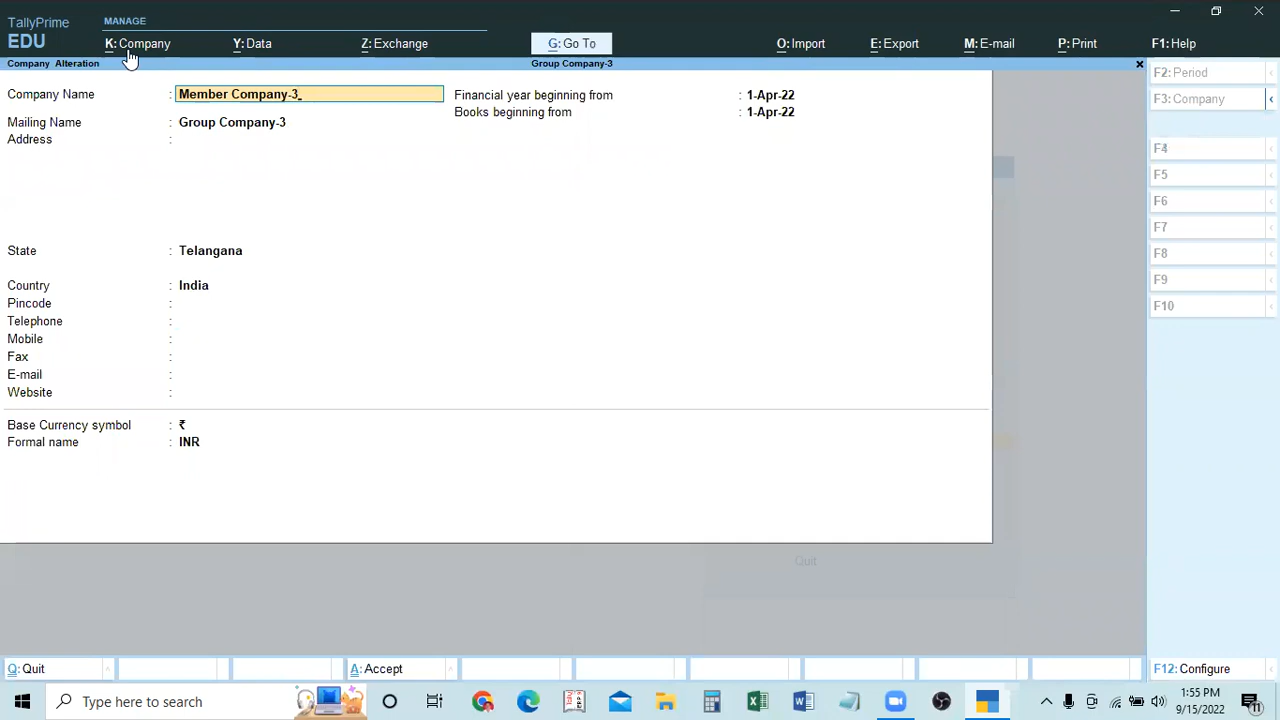 TallyPrime
EDU
MANAGE
K: Company
Y: Data
Z: Exchange
G: Go To
O: Import
E: Export
M: E-mail
P: Print
F1: Help
Company Alteration
Group Company-3
F2: Period
F3: Company
F4
F5
F6
F7
F8
F9
F10
Company Name : Member Company-3
Financial year beginning from : 1-Apr-22
Books beginning from : 1-Apr-22
Mailing Name : Group Company-3
Address :
State : Telangana
Country : India
Pincode :
Telephone :
Mobile :
Fax :
E-mail :
Website :
Base Currency symbol : ₹
Formal name : INR
Quit
Q: Quit
A: Accept
F12: Configure
Type here to search
1:55 PM
9/15/2022